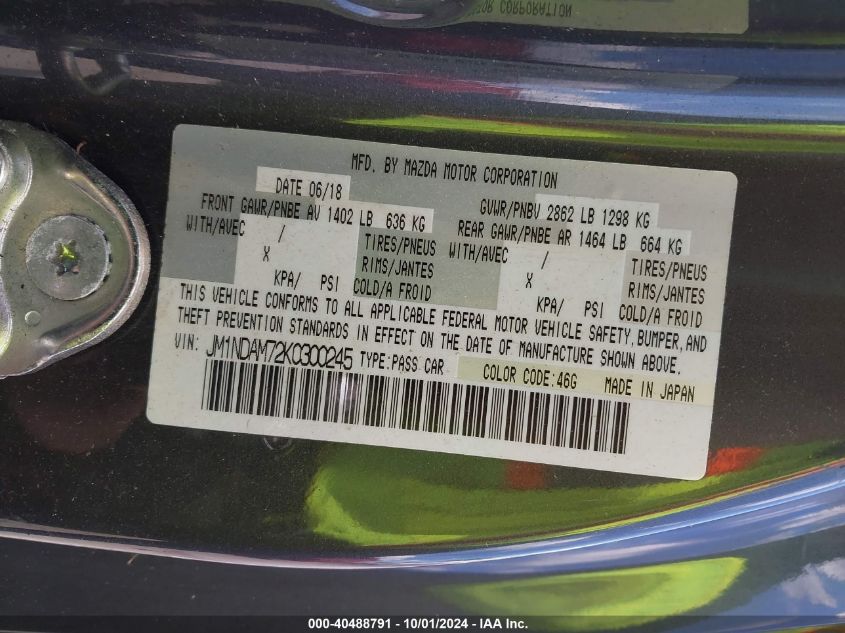 MFD. BY MAZDA MOTOR CORPORATION
DATE 06/18
GVWR/PNBV 2862 LB 1298 KG
FRONT GAWR/PNBE AV 1402 LB 636 KG
REAR GAWR/PNBE AR 1464 LB 664 KG
WITH/AVEC / TIRES/PNEUS
WITH/AVEC / TIRES/PNEUS
X RIMS/JANTES
X RIMS/JANTES
KPA/ PSI COLD/A FROID
KPA/ PSI COLD/A FROID
THIS VEHICLE CONFORMS TO ALL APPLICABLE FEDERAL MOTOR VEHICLE SAFETY, BUMPER, AND
THEFT PREVENTION STANDARDS IN EFFECT ON THE DATE OF MANUFACTURE SHOWN ABOVE.
VIN: JM1NDAM72K0300245 TYPE:PASS CAR COLOR CODE:46G MADE IN JAPAN
000-40488791 - 10/01/2024 - IAA Inc.